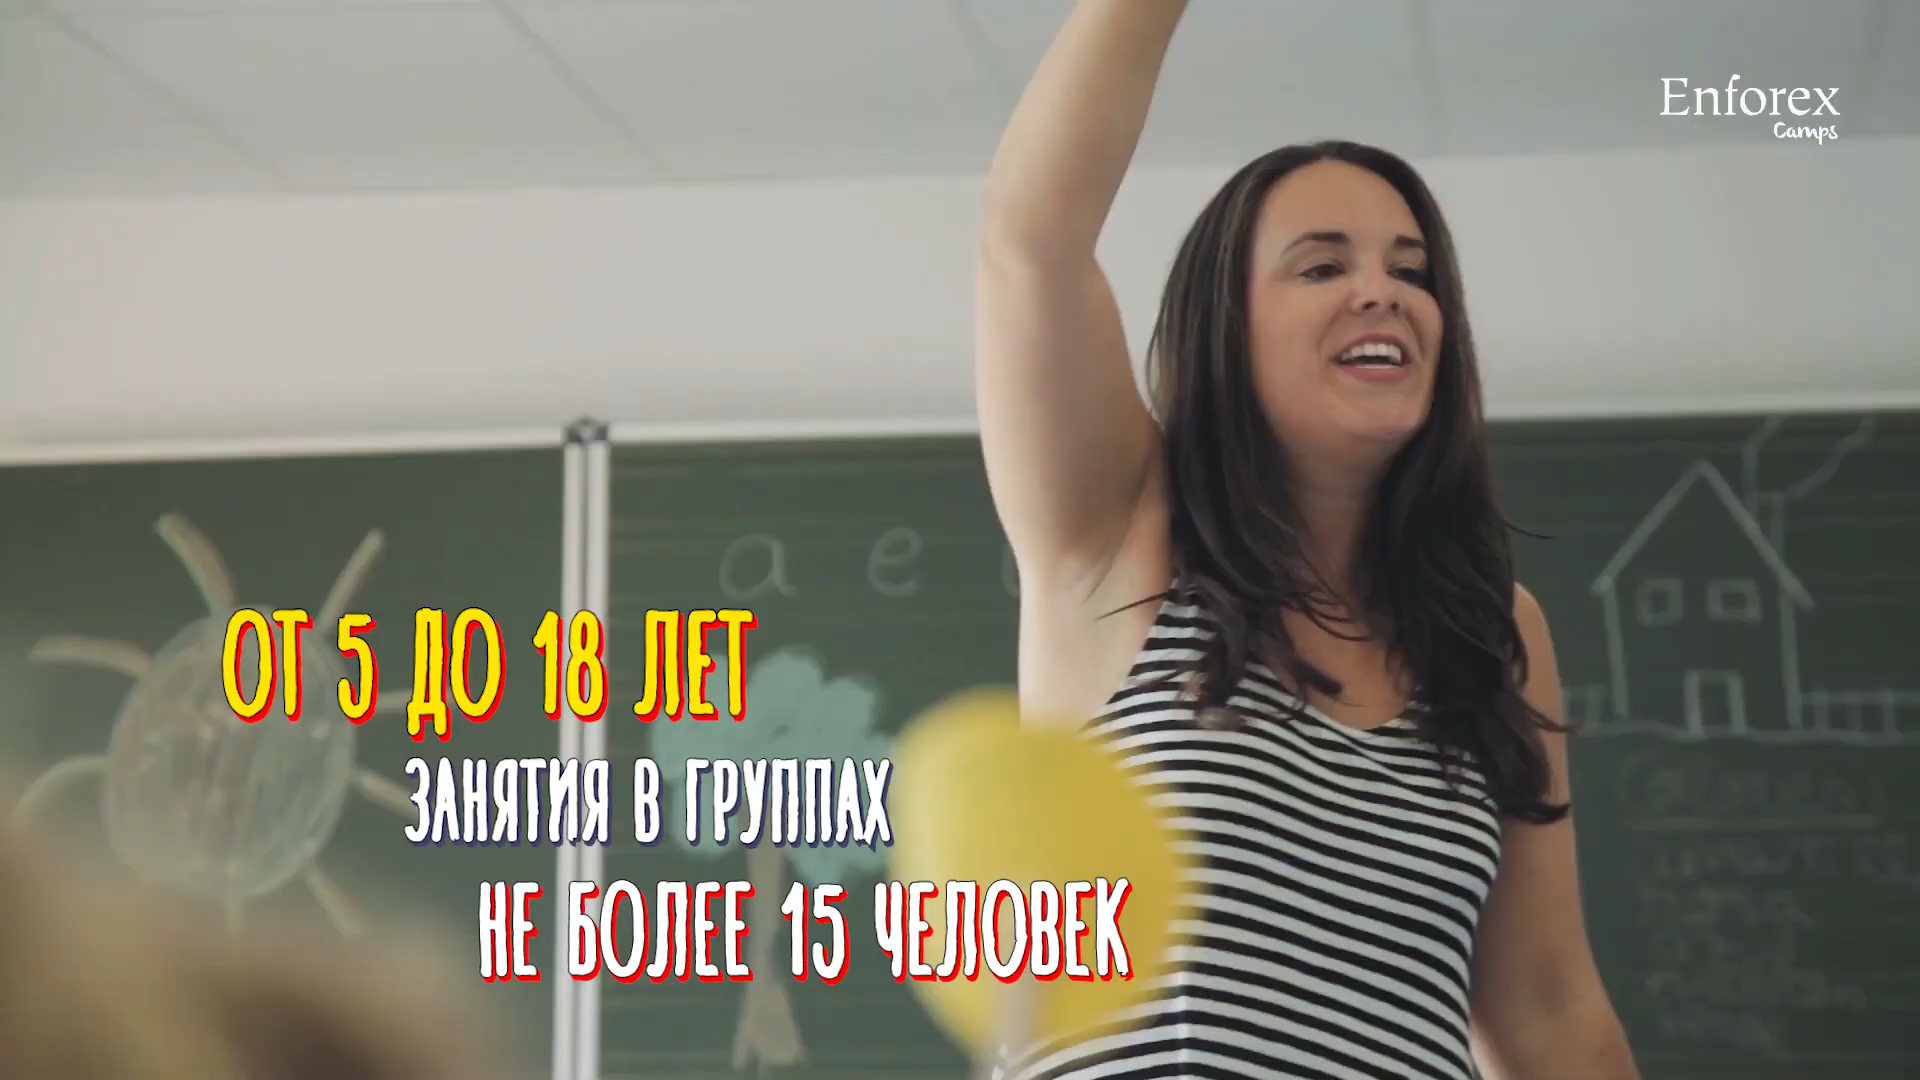 Enforex
Camps
a e
ОТ 5 ДО 18 ЛЕТ
ЗАНЯТИЯ В ГРУППАХ
НЕ БОЛЕЕ 15 ЧЕЛОВЕК